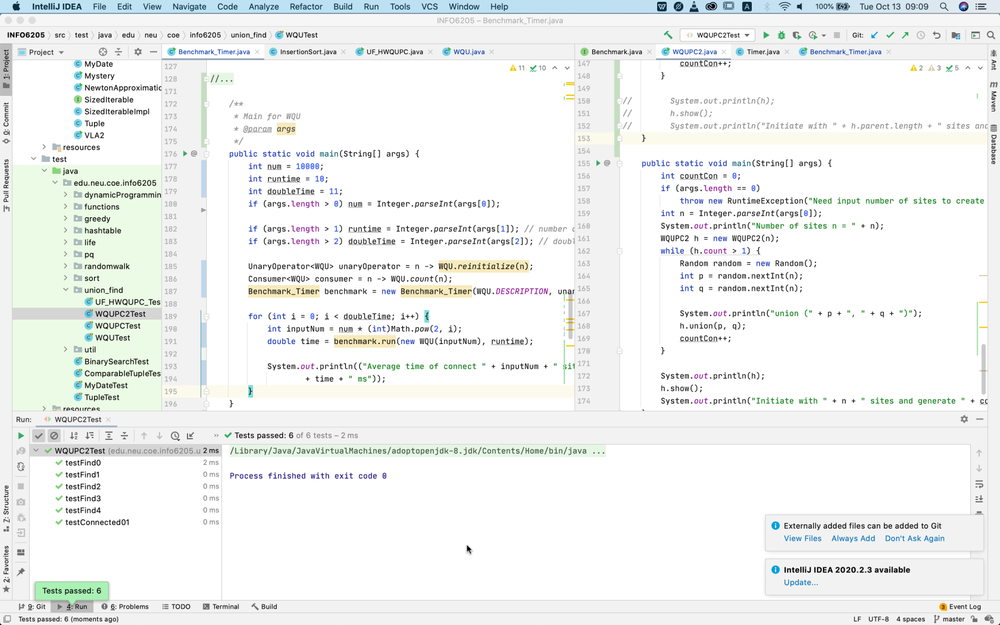 IntelliJ IDEA File Edit View Navigate Code Analyze Refactor Build Run Tools VCS Window Help
100% Tue Oct 13 09:09
INFO6205 – Benchmark_Timer.java
INFO6205 src test java edu neu coe info6205 union_find WQUTest
WQUPC2Test
Git:
Project
Benchmark_Timer.java InsertionSort.java UF_HWQUPC.java WQU.java
Benchmark.java WQUPC2.java Timer.java Benchmark_Timer.java
1: Project
0: Commit
Pull Requests
Z: Structure
2: Favorites
Ant
Maven
Database
MyDate
Mystery
NewtonApproximatic
SizedIterable
SizedIterableImpl
Tuple
VLA2
resources
test
java
edu.neu.coe.info6205
dynamicProgrammin
functions
greedy
hashtable
life
pq
randomwalk
sort
union_find
UF_HWQUPC_Tes
WQUPC2Test
WQUPCTest
WQUTest
util
BinarySearchTest
ComparableTupleTes
MyDateTest
TupleTest
resources
11 10
127
128 //...
171
172 /**
173 * Main for WQU
174 * @param args
175 */
176 public static void main(String[] args) {
177 int num = 10000;
178 int runtime = 10;
179 int doubleTime = 11;
180 if (args.length > 0) num = Integer.parseInt(args[0]);
181
182 if (args.length > 1) runtime = Integer.parseInt(args[1]); // number
183 if (args.length > 2) doubleTime = Integer.parseInt(args[2]); // doubl
184
185 UnaryOperator<WQU> unaryOperator = n -> WQU.reinitialize(n);
186 Consumer<WQU> consumer = n -> WQU.count(n);
187 Benchmark_Timer benchmark = new Benchmark_Timer(WQU.DESCRIPTION, unar
188
189 for (int i = 0; i < doubleTime; i++) {
190 int inputNum = num * (int)Math.pow(2, i);
191 double time = benchmark.run(new WQU(inputNum), runtime);
192
193 System.out.println(("Average time of connect " + inputNum + " sit
194 + time + " ms"));
195 }
196 }
2 3 5
147 countCon++;
148 }
149
150 // System.out.println(h);
151 // h.show();
152 // System.out.println("Initiate with " + h.parent.length + " sites an
153 }
154
155 public static void main(String[] args) {
156 int countCon = 0;
157 if (args.length == 0)
158 throw new RuntimeException("Need input number of sites to create
159 int n = Integer.parseInt(args[0]);
160 System.out.println("Number of sites n = " + n);
161 WQUPC2 h = new WQUPC2(n);
162 while (h.count > 1) {
163 Random random = new Random();
164 int p = random.nextInt(n);
165 int q = random.nextInt(n);
166
167 System.out.println("union (" + p + ", " + q + ")");
168 h.union(p, q);
169 countCon++;
170 }
171
172 System.out.println(h);
173 h.show();
174 System.out.println("Initiate with " + n + " sites and generate " + co
Run: WQUPC2Test
Tests passed: 6 of 6 tests – 2 ms
WQUPC2Test (edu.neu.coe.info6205.u 2 ms
testFind0 2 ms
testFind1 0 ms
testFind2 0 ms
testFind3 0 ms
testFind4 0 ms
testConnected01 0 ms
/Library/Java/JavaVirtualMachines/adoptopenjdk-8.jdk/Contents/Home/bin/java ...
Process finished with exit code 0
Externally added files can be added to Git
View Files Always Add Don't Ask Again
IntelliJ IDEA 2020.2.3 available
Update...
Tests passed: 6
9: Git 4: Run 6: Problems TODO Terminal Build
3 Event Log
Tests passed: 6 (moments ago)
LF UTF-8 4 spaces master